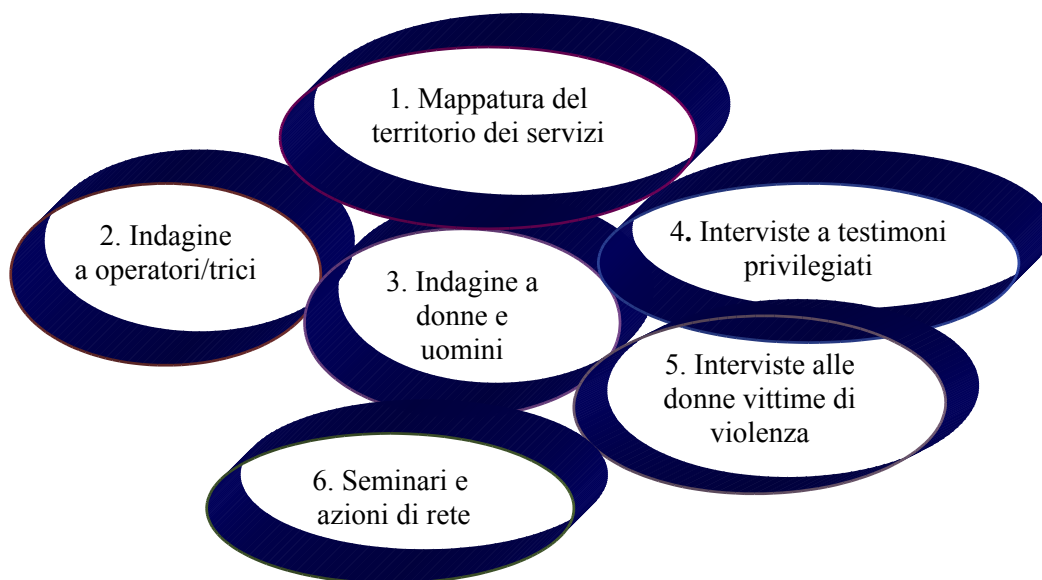 1. Mappatura del
territorio dei servizi
2. Indagine
a operatori/trici
3. Indagine a
donne e
uomini
4. Interviste a testimoni
privilegiati
5. Interviste alle
donne vittime di
violenza
6. Seminari e
azioni di rete